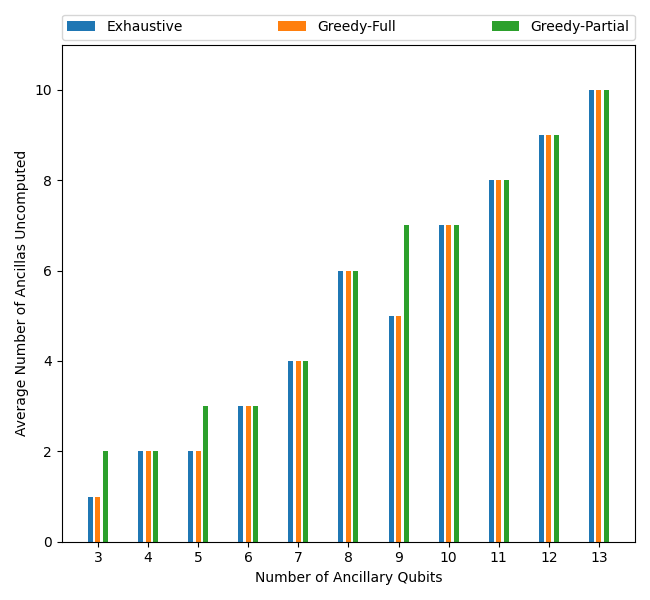 Exhaustive Greedy-Full Greedy-Partial
Average Number of Ancillas Uncomputed
10
8
6
4
2
0
3 4 5 6 7 8 9 10 11 12 13
Number of Ancillary Qubits